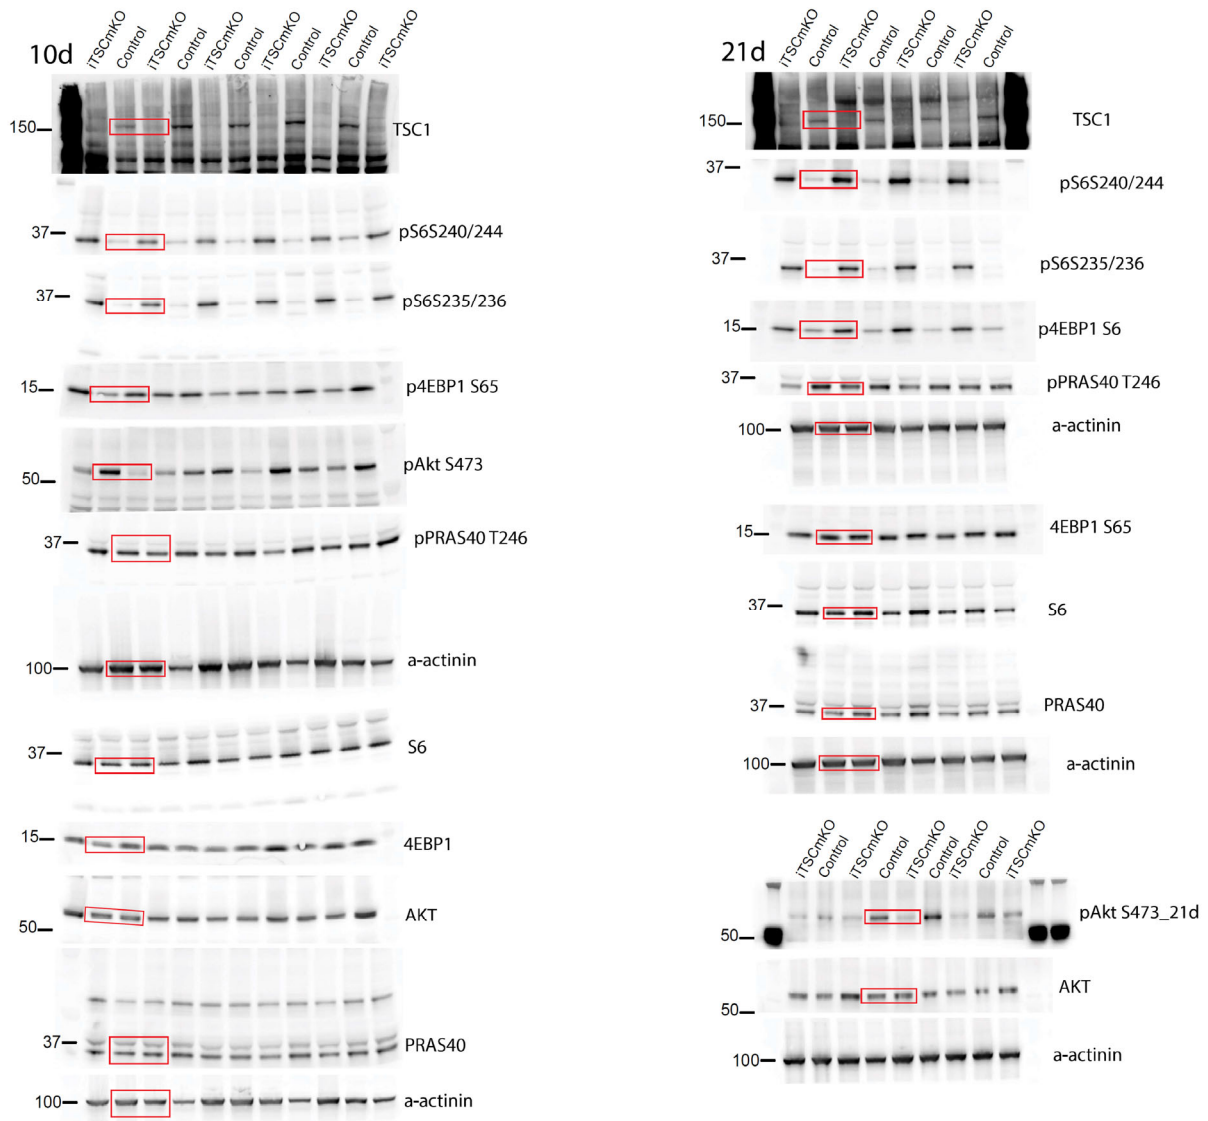 10d
iTSCmKO
Control
iTSCmKO
Control
iTSCmKO
Control
iTSCmKO
Control
iTSCmKO
Control
iTSCmKO
150
TSC1
37
pS6S240/244
37
pS6S235/236
15
p4EBP1 S65
50
pAkt S473
37
pPRAS40 T246
100
a-actinin
37
S6
15
4EBP1
50
AKT
37
PRAS40
100
a-actinin
21d
iTSCmKO
Control
iTSCmKO
Control
iTSCmKO
Control
iTSCmKO
Control
150
TSC1
37
pS6S240/244
37
pS6S235/236
15
p4EBP1 S6
37
pPRAS40 T246
100
a-actinin
15
4EBP1 S65
37
S6
37
PRAS40
100
a-actinin
iTSCmKO
Control
iTSCmKO
Control
iTSCmKO
Control
iTSCmKO
Control
iTSCmKO
50
pAkt S473_21d
50
AKT
100
a-actinin